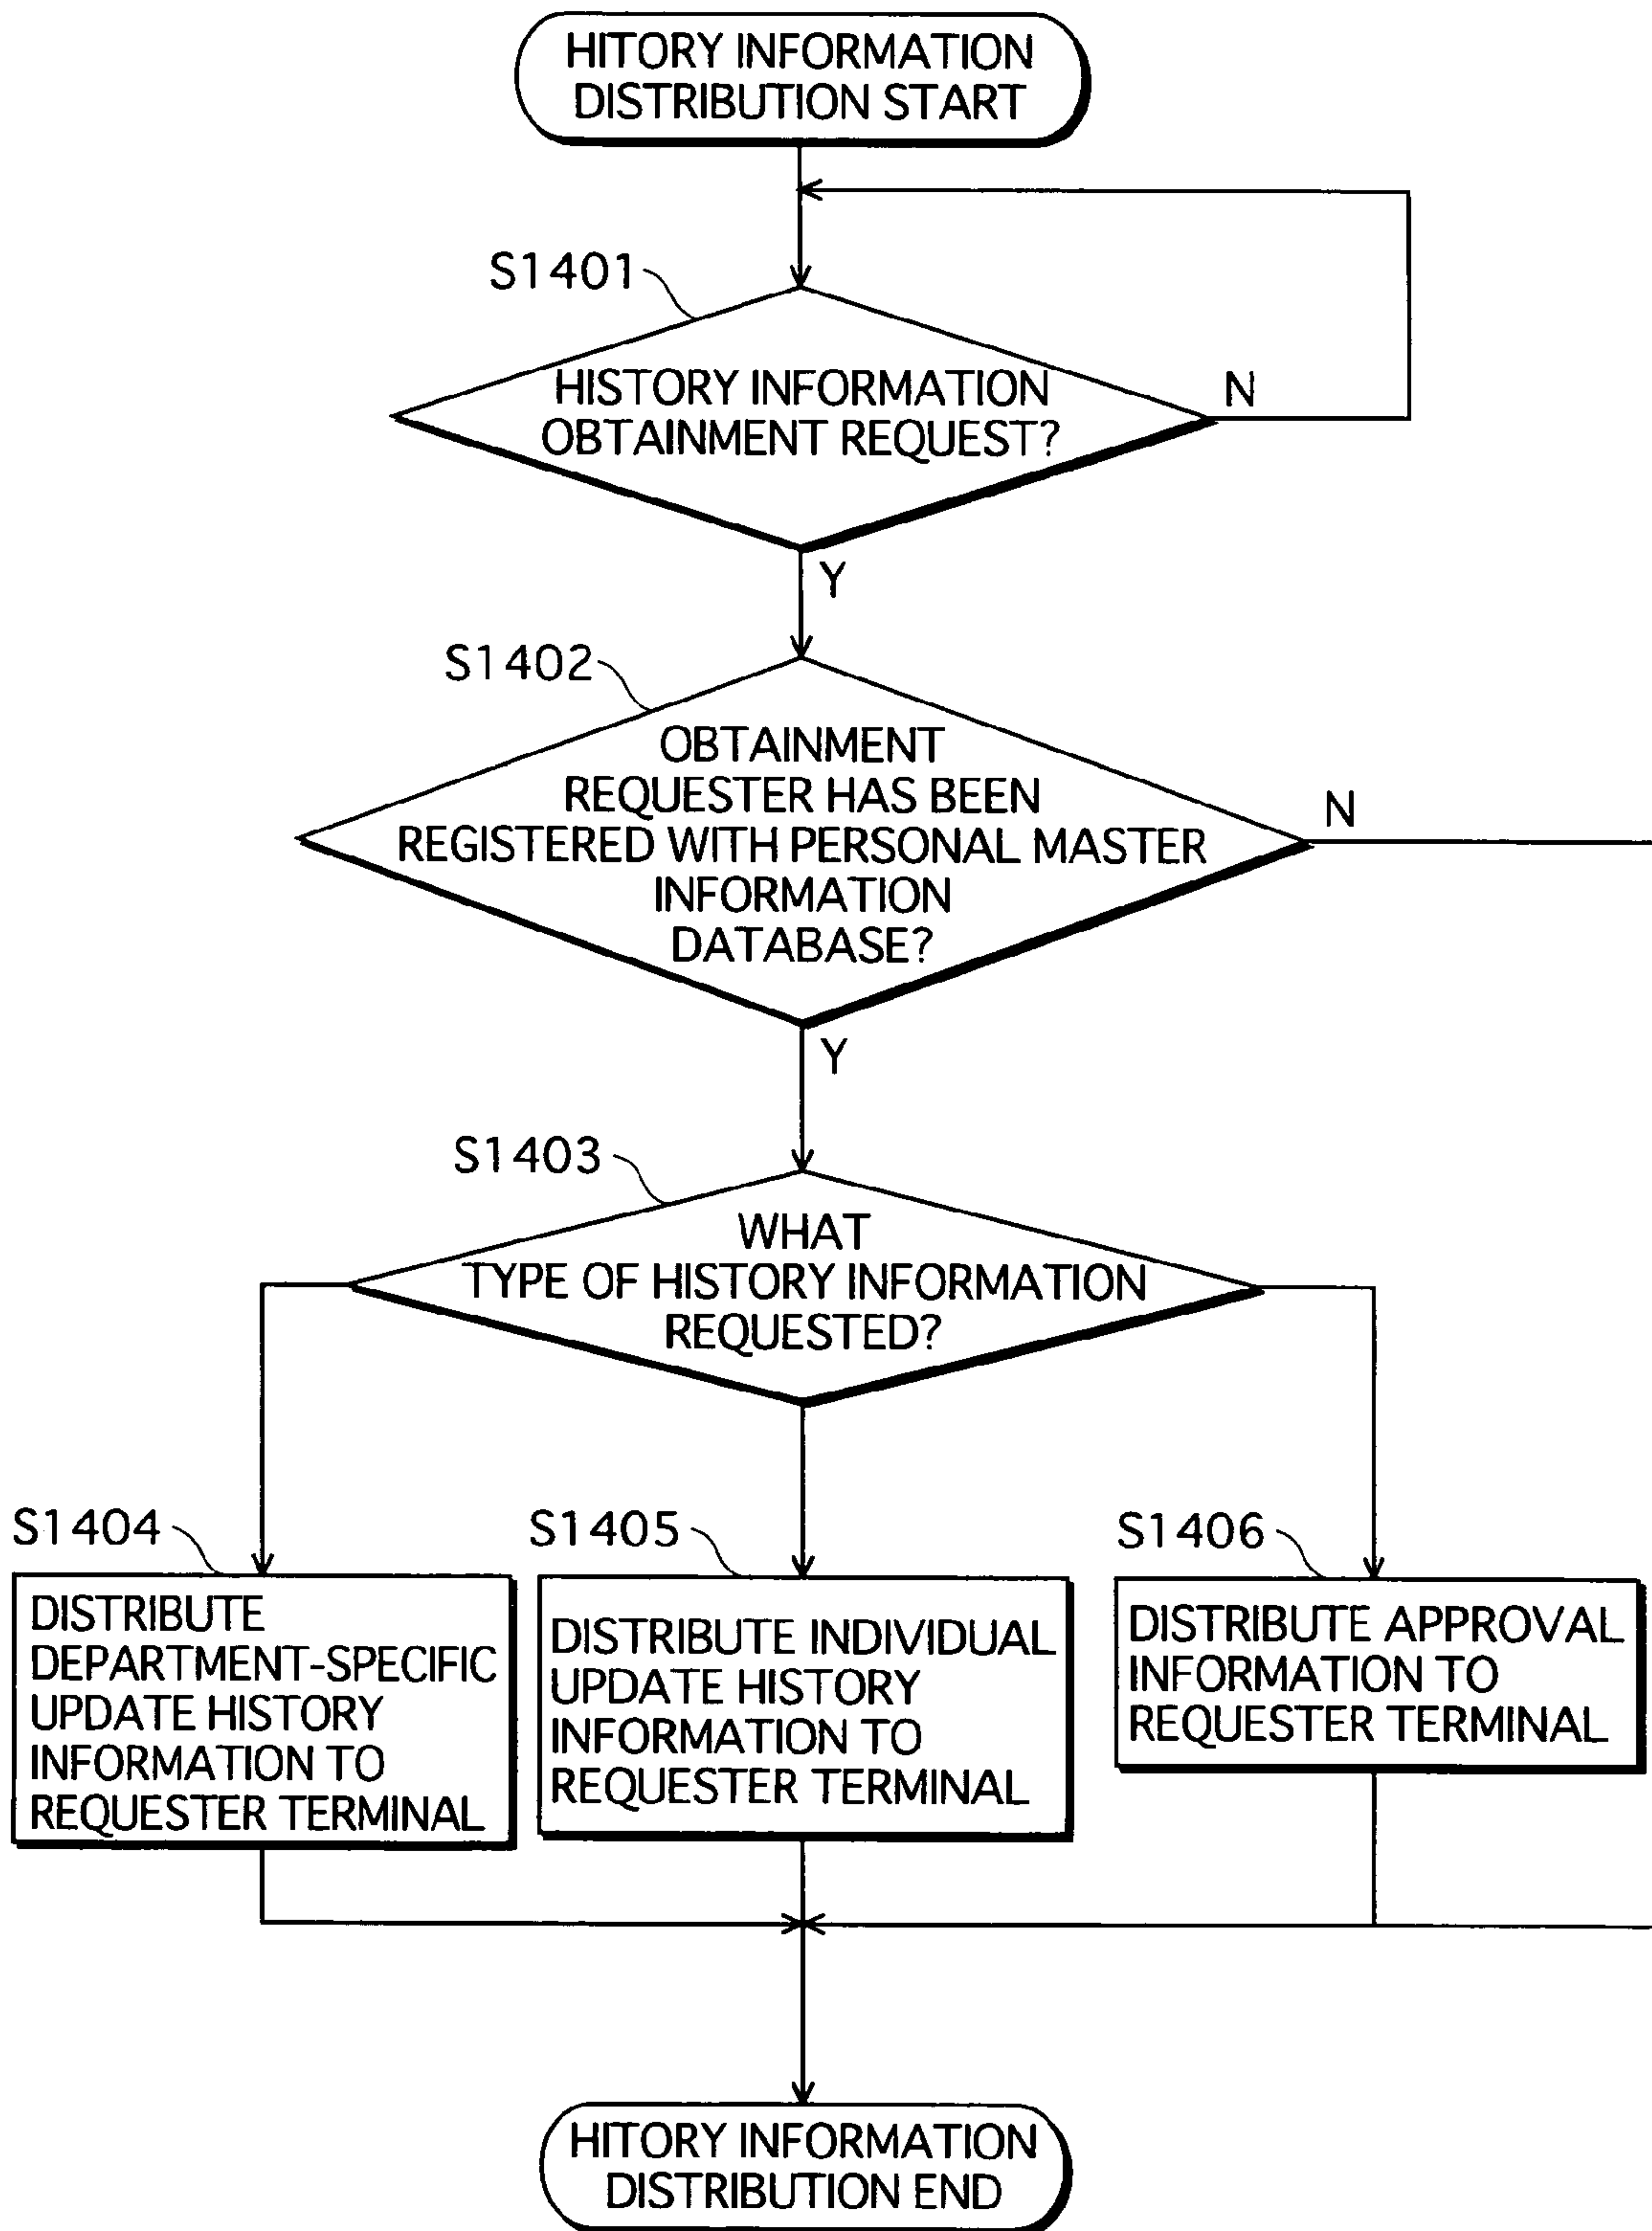 HITORY INFORMATION
DISTRIBUTION START
S1401
HISTORY INFORMATION
OBTAINMENT REQUEST?
N
Y
S1402
OBTAINMENT
REQUESTER HAS BEEN
REGISTERED WITH PERSONAL MASTER
INFORMATION
DATABASE?
N
Y
S1403
WHAT
TYPE OF HISTORY INFORMATION
REQUESTED?
S1404
DISTRIBUTE
DEPARTMENT-SPECIFIC
UPDATE HISTORY
INFORMATION TO
REQUESTER TERMINAL
S1405
DISTRIBUTE INDIVIDUAL
UPDATE HISTORY
INFORMATION TO
REQUESTER TERMINAL
S1406
DISTRIBUTE APPROVAL
INFORMATION TO
REQUESTER TERMINAL
HITORY INFORMATION
DISTRIBUTION END